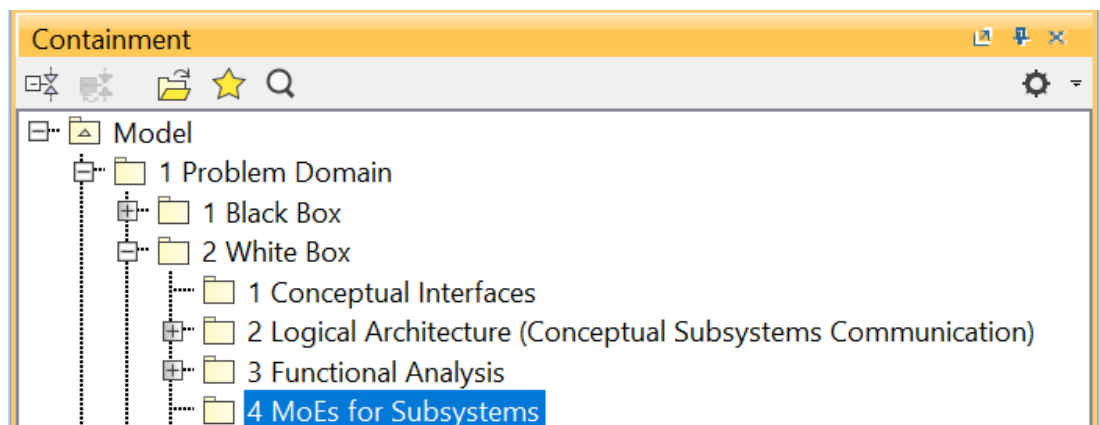 Containment
Model
1 Problem Domain
1 Black Box
2 White Box
1 Conceptual Interfaces
2 Logical Architecture (Conceptual Subsystems Communication)
3 Functional Analysis
4 MoEs for Subsystems